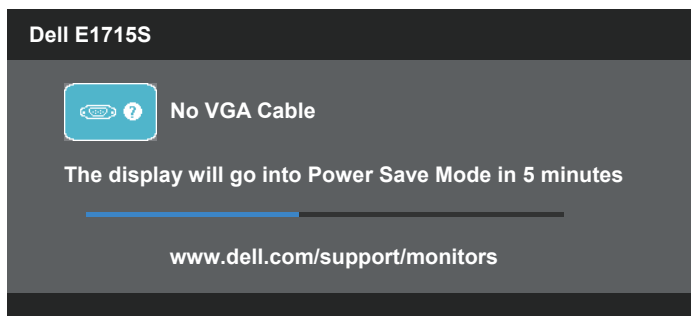 Dell E1715S
?
No VGA Cable
The display will go into Power Save Mode in 5 minutes
www.dell.com/support/monitors